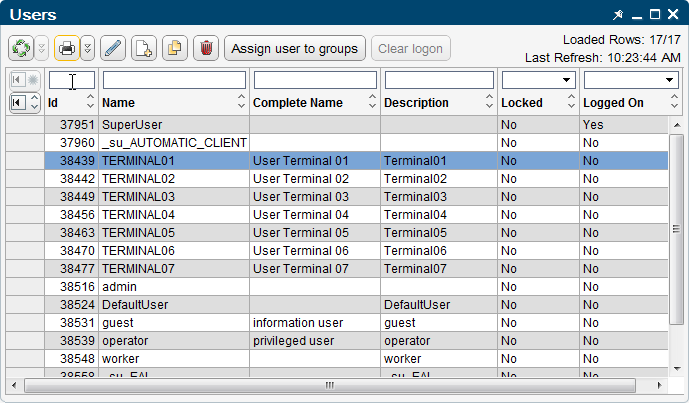 Users
Assign user to groups Clear logon Loaded Rows: 17/17
Last Refresh: 10:23:44 AM
Id Name Complete Name Description Locked Logged On
37951 SuperUser No Yes
37960 _su_AUTOMATIC_CLIENT No No
38439 TERMINAL01 User Terminal 01 Terminal01 No No
38442 TERMINAL02 User Terminal 02 Terminal02 No No
38449 TERMINAL03 User Terminal 03 Terminal03 No No
38456 TERMINAL04 User Terminal 04 Terminal04 No No
38463 TERMINAL05 User Terminal 05 Terminal05 No No
38470 TERMINAL06 User Terminal 06 Terminal06 No No
38477 TERMINAL07 User Terminal 07 Terminal07 No No
38516 admin No No
38524 DefaultUser DefaultUser No No
38531 guest information user guest No No
38539 operator privileged user operator No No
38548 worker worker No No
38558 _su_EAI_ _su_EAI_ No No